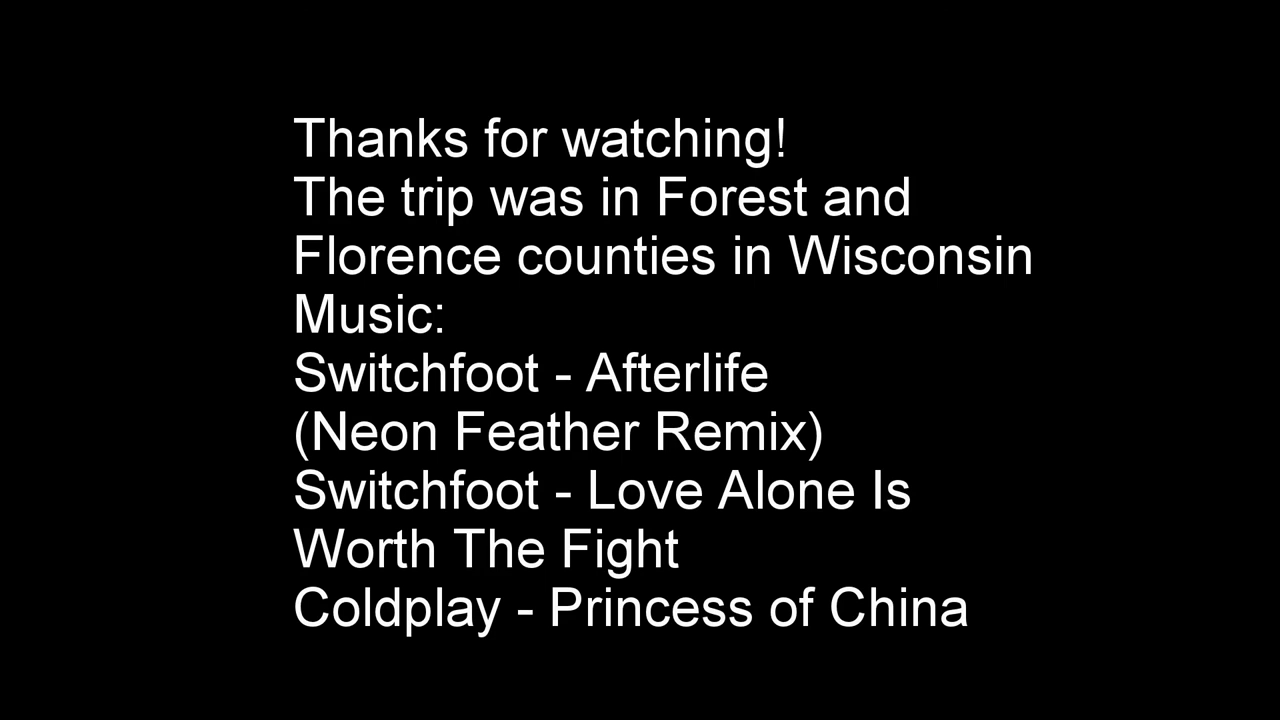 Thanks for watching!
The trip was in Forest and
Florence counties in Wisconsin
Music:
Switchfoot - Afterlife
(Neon Feather Remix)
Switchfoot - Love Alone Is
Worth The Fight
Coldplay - Princess of China